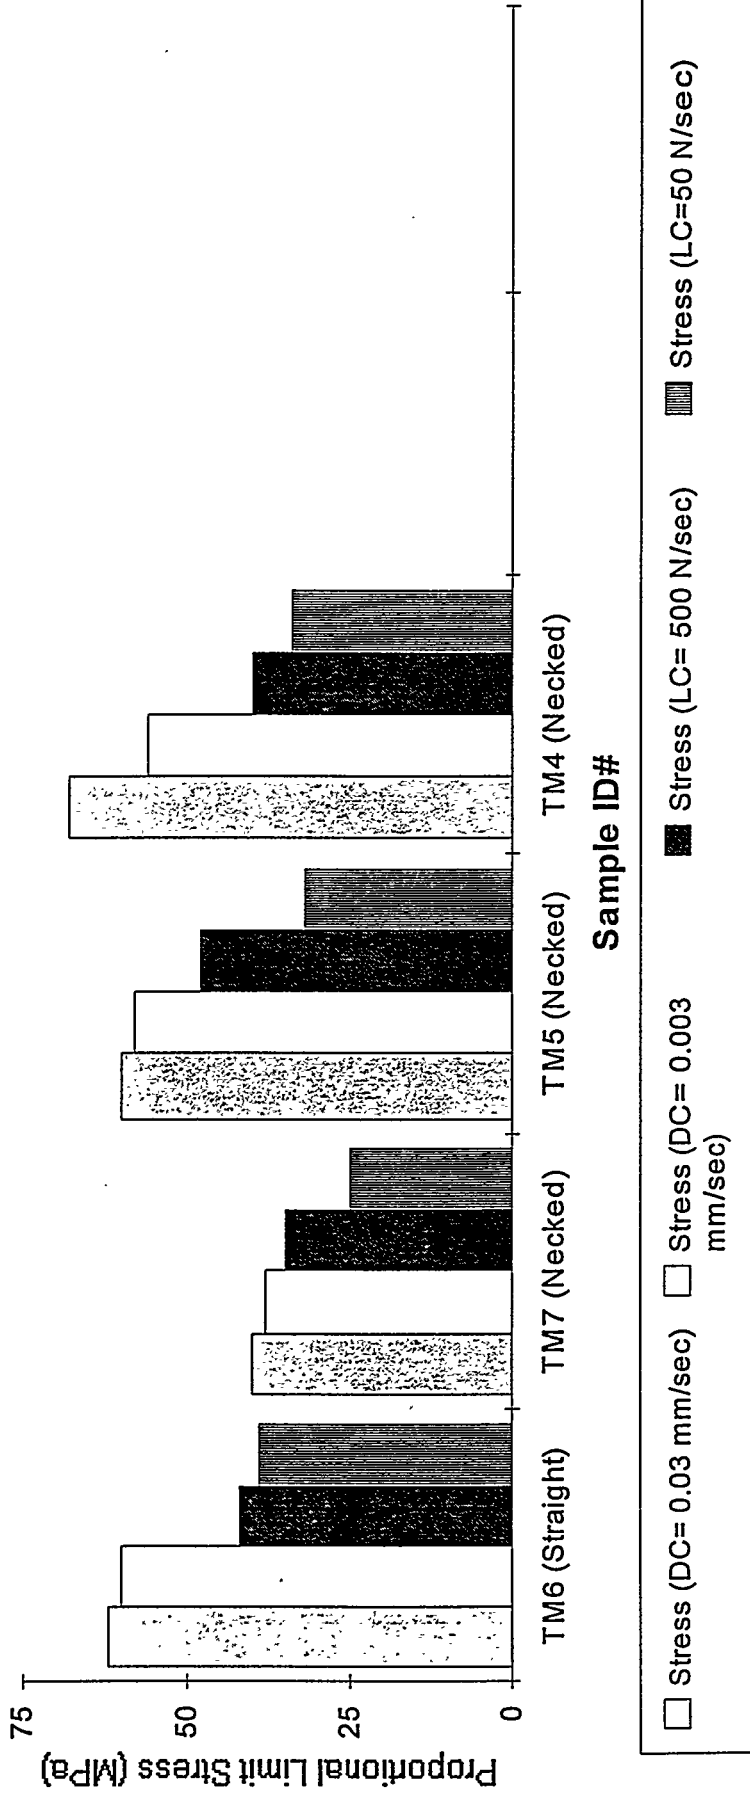 Proportional Limit Stress (MPa)
75
50
25
0
TM6 (Straight)
TM7 (Necked)
TM5 (Necked)
TM4 (Necked)
Sample ID#
Stress (DC= 0.03 mm/sec)
Stress (DC= 0.003
mm/sec)
Stress (LC= 500 N/sec)
Stress (LC=50 N/sec)